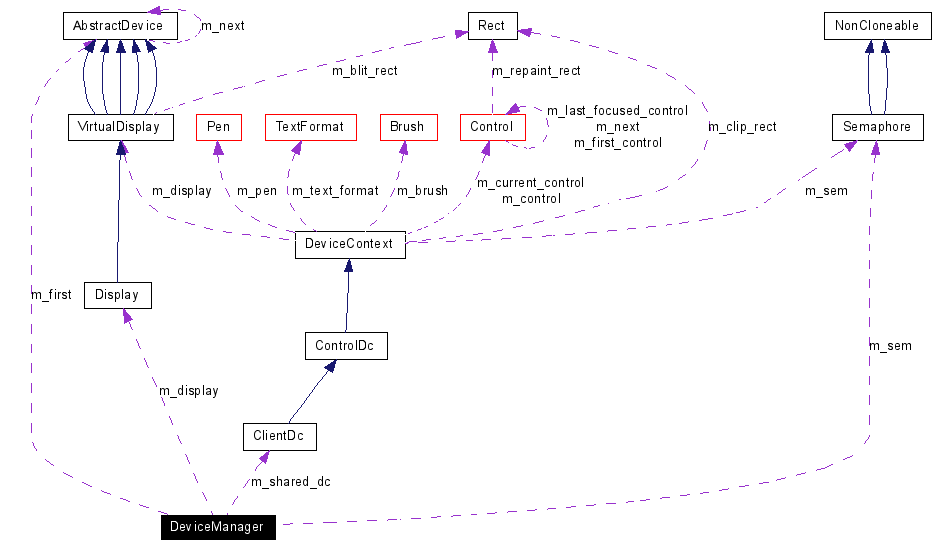 AbstractDevice
m_next
Rect
NonCloneable
m_blit_rect
m_repaint_rect
m_last_focused_control
m_next
m_first_control
VirtualDisplay
Pen
TextFormat
Brush
Control
m_clip_rect
Semaphore
m_display
m_pen
m_text_format
m_brush
m_current_control
m_control
m_sem
DeviceContext
m_first
Display
ControlDc
m_sem
m_display
ClientDc
m_shared_dc
DeviceManager